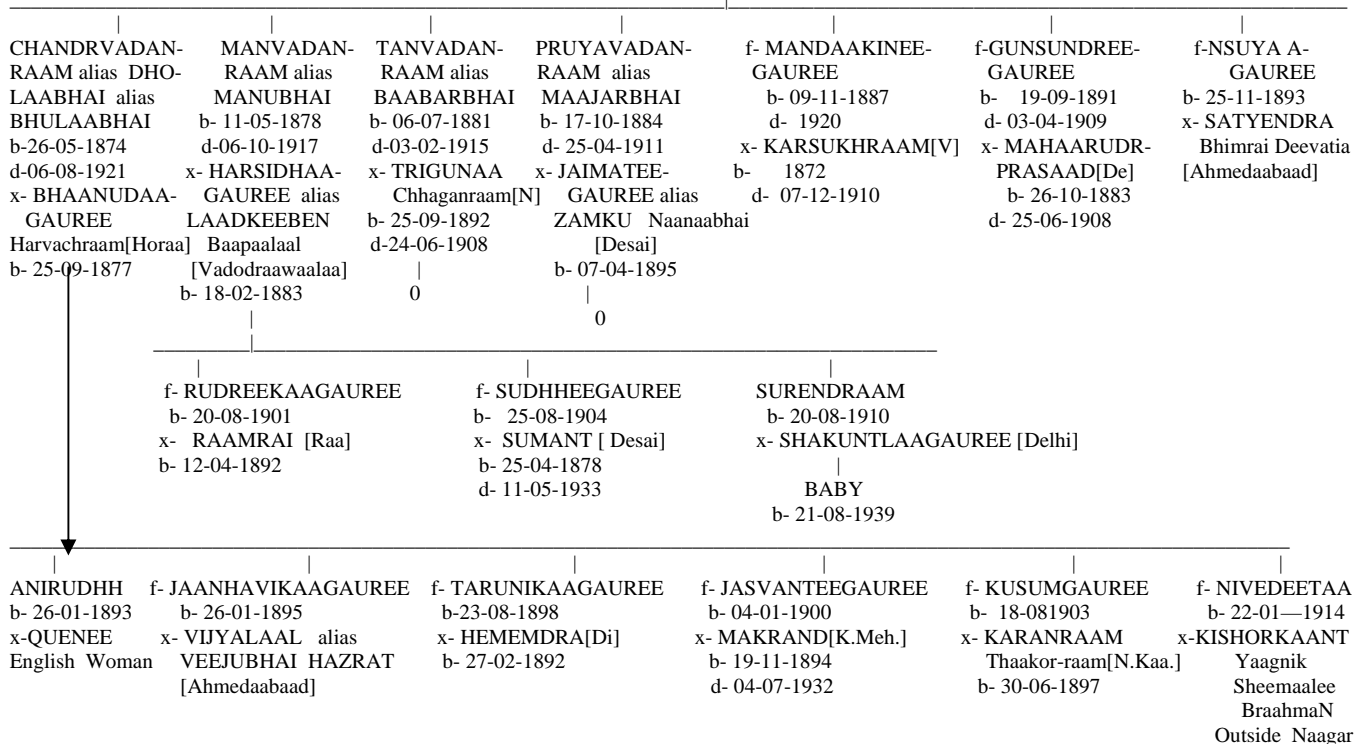 CHANDRVADAN-
RAAM alias DHO-
LAABHAI alias
BHULAABHAI
b-26-05-1874
d-06-08-1921
x- BHAANUDAA-
GAUREE
Harvachraam[Horaa]
b- 25-09-1877
MANVADAN-
RAAM alias
MANUBHAI
b- 11-05-1878
d-06-10-1917
x- HARSIDHAA-
GAUREE alias
LAADKEEBEN
Baapaalaal
[Vadodraawaalaa]
b- 18-02-1883
TANVADAN-
RAAM alias
BAABARBHAI
b- 06-07-1881
d-03-02-1915
x- TRIGUNAA
Chhaganraam[N]
b- 25-09-1892
d-24-06-1908
0
PRUYAVADAN-
RAAM alias
MAAJARBHAI
b- 17-10-1884
d- 25-04-1911
x- JAIMATEE-
GAUREE alias
ZAMKU Naanaabhai
[Desai]
b- 07-04-1895
0
f- MANDAAKINEE-
GAUREE
b- 09-11-1887
d- 1920
x- KARSUKHRAAM[V]
b- 1872
d- 07-12-1910
f-GUNSUNDREE-
GAUREE
b- 19-09-1891
d- 03-04-1909
x- MAHAARUDR-
PRASAAD[De]
b- 26-10-1883
d- 25-06-1908
f-NSUYA A-
GAUREE
b- 25-11-1893
x- SATYENDRA
Bhimrai Deevatia
[Ahmedaabaad]
f- RUDREEKAAGAUREE
b- 20-08-1901
x- RAAMRAI [Raa]
b- 12-04-1892
f- SUDHHEEGAUREE
b- 25-08-1904
x- SUMANT [ Desai]
b- 25-04-1878
d- 11-05-1933
SURENDRAAM
b- 20-08-1910
x- SHAKUNTLAAGAUREE [Delhi]
BABY
b- 21-08-1939
ANIRUDHH
b- 26-01-1893
x-QUENEE
English Woman
f- JAANHAVIKAAGAUREE
b- 26-01-1895
x- VIJYALAAL alias
VEEJUBHAI HAZRAT
[Ahmedaabaad]
f- TARUNIKAAGAUREE
b-23-08-1898
x- HEMEMDRA[Di]
b- 27-02-1892
f- JASVANTEEGAUREE
b- 04-01-1900
x- MAKRAND[K.Meh.]
b- 19-11-1894
d- 04-07-1932
f- KUSUMGAUREE
b- 18-081903
x- KARANRAAM
Thaakor-raam[N.Kaa.]
b- 30-06-1897
f- NIVEDEETAA
b- 22-01—1914
x-KISHORKAANT
Yaagnik
Sheemaalee
BraahmaN
Outside Naagar